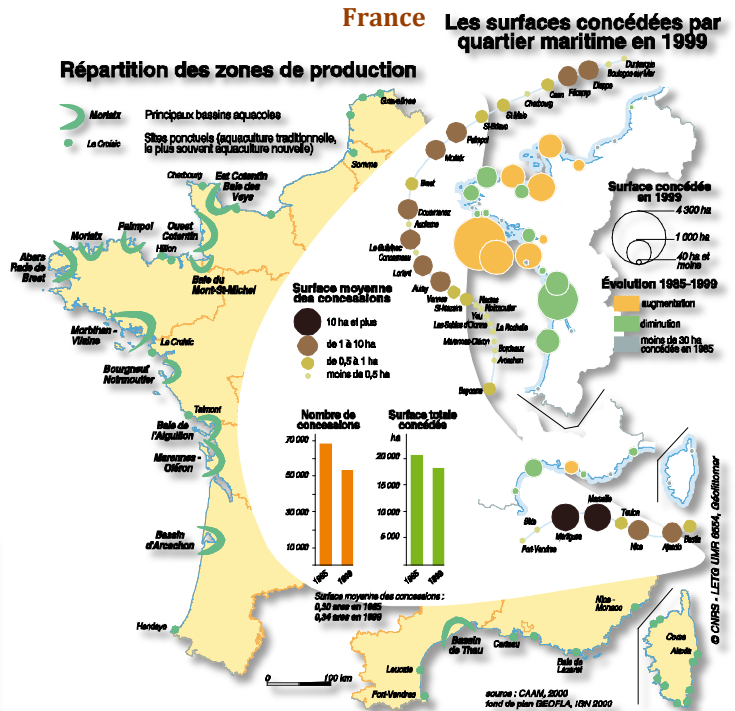 France
Les surfaces concédées par
quartier maritime en 1999
Répartition des zones de production
Morlaix
Principaux bassins aquacoles
Le Croisic
Sites ponctuels (aquaculture traditionnelle,
le plus souvent aquaculture nouvelle)
Gravelines
Somme
Cherbourg
Est Cotentin
Baie des
Veys
Ouest
Cotentin
Paimpol
Morlaix
Hillion
Abers
Rade de
Brest
Baie du
Mont-St-Michel
Morbihan -
Vilaine
Le Croisic
Bourgneuf
Noirmoutier
Talmont
Baie de
l'Aiguillon
Marennes -
Oléron
Bassin
d'Arcachon
Hendaye
Dunkerque
Boulogne-sur-Mer
Dieppe
Fécamp
Caen
Cherbourg
St-Malo
St-Brieuc
Paimpol
Morlaix
Brest
Douarnenez
Audierne
Le Guilvinec
Concarneau
Lorient
Auray
Vannes
St-Nazaire
Nantes
Noirmoutier
Yeu
Les-Sables-d'Olonne
La Rochelle
Marennes-Oléron
Bordeaux
Arcachon
Bayonne
Surface concédée
en 1999
4 300 ha
1 000 ha
40 ha et
moins
Évolution 1985-1999
augmentation
diminution
moins de 30 ha
concédés en 1985
Surface moyenne
des concessions
10 ha et plus
de 1 à 10 ha
de 0,5 à 1 ha
moins de 0,5 ha
Nombre de
concessions
70 000
50 000
30 000
10 000
1985
1999
Surface totale
concédée
ha
20 000
10 000
5 000
1985
1999
Surface moyenne des concessions :
0,30 ares en 1985
0,34 ares en 1999
Sète
Port-Vendres
Martigues
Marseille
Toulon
Nice
Ajaccio
Bastia
Nice -
Monaco
Bassin
de Thau
Carteau
Baie de
Lazaret
Leucate
Port-Vendres
Corse
Aléria
0
100 km
source : CAAM, 2000
fond de plan GEOFLA, IGN 2000
© CNRS - LETG UMR 6554, Géolittomer